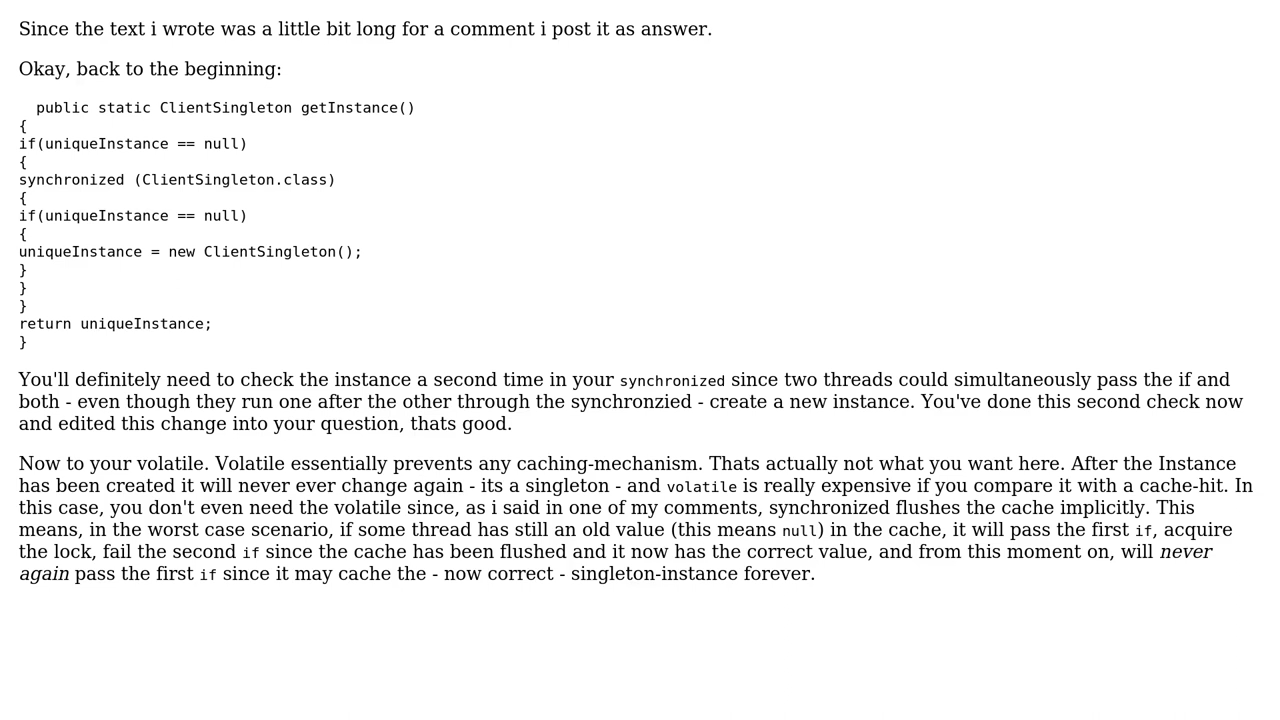 Since the text i wrote was a little bit long for a comment i post it as answer.
Okay, back to the beginning:
public static ClientSingleton getInstance()
{
if(uniqueInstance == null)
{
synchronized (ClientSingleton.class)
{
if(uniqueInstance == null)
{
uniqueInstance = new ClientSingleton();
}
}
}
return uniqueInstance;
}
You'll definitely need to check the instance a second time in your synchronized since two threads could simultaneously pass the if and
both - even though they run one after the other through the synchronzied - create a new instance. You've done this second check now
and edited this change into your question, thats good.
Now to your volatile. Volatile essentially prevents any caching-mechanism. Thats actually not what you want here. After the Instance
has been created it will never ever change again - its a singleton - and volatile is really expensive if you compare it with a cache-hit. In
this case, you don't even need the volatile since, as i said in one of my comments, synchronized flushes the cache implicitly. This
means, in the worst case scenario, if some thread has still an old value (this means null) in the cache, it will pass the first if, acquire
the lock, fail the second if since the cache has been flushed and it now has the correct value, and from this moment on, will never
again pass the first if since it may cache the - now correct - singleton-instance forever.